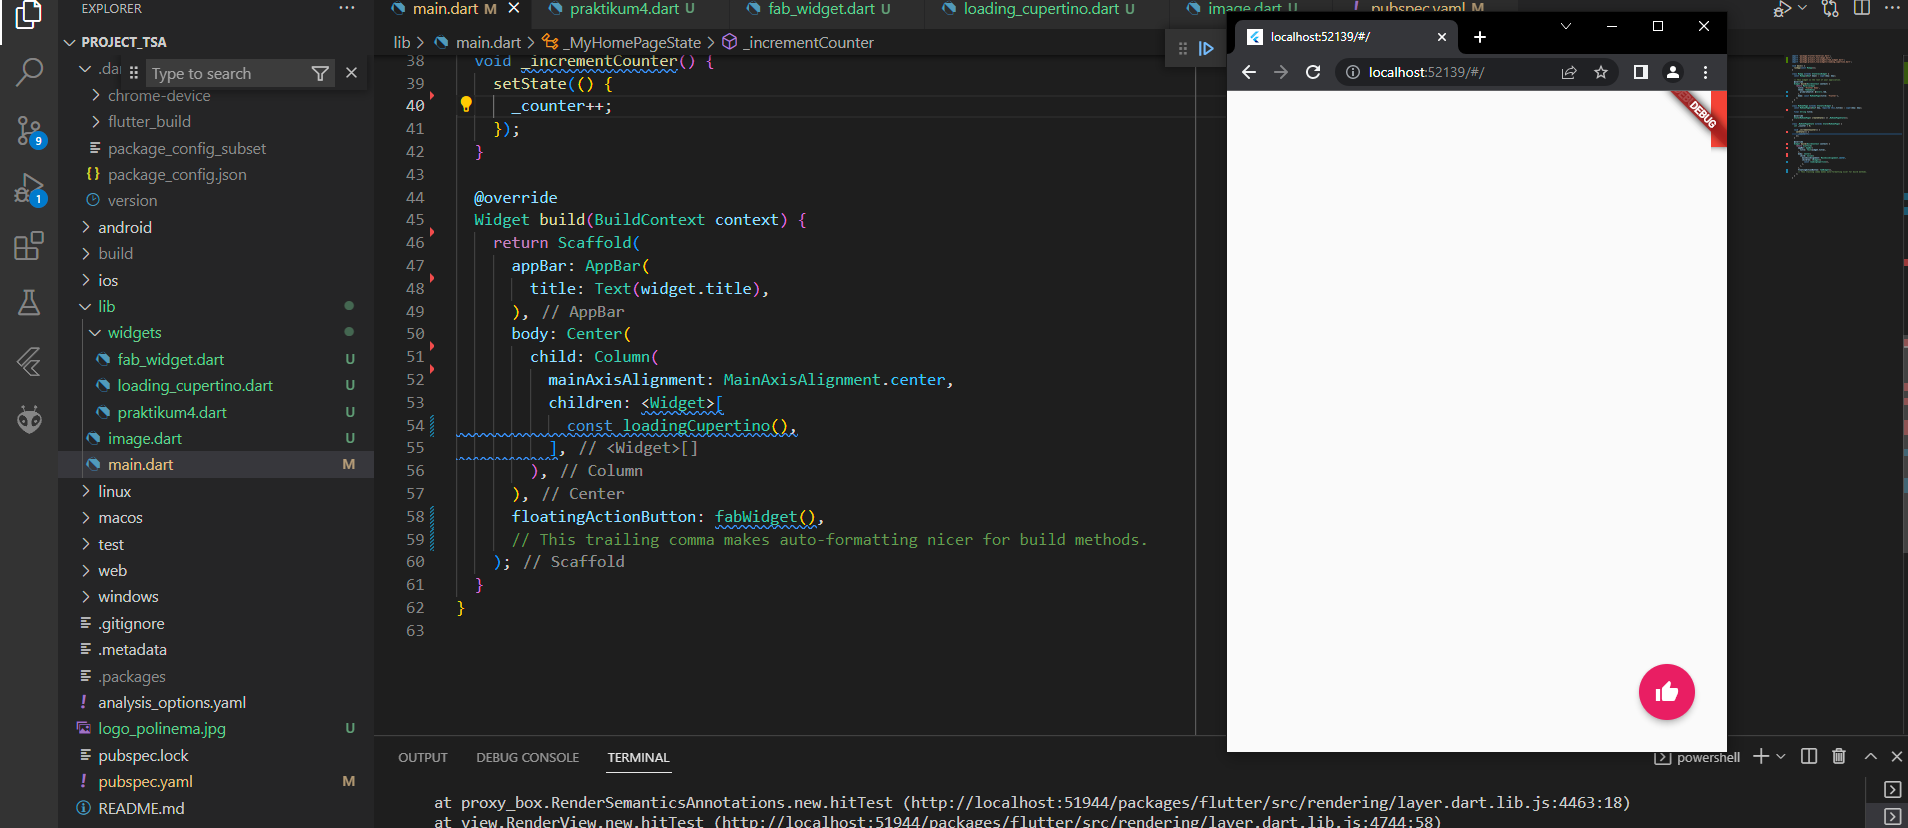 EXPLORER
PROJECT_TSA
.da
Type to search
chrome-device
flutter_build
package_config_subset
package_config.json
version
android
build
ios
lib
widgets
fab_widget.dart U
loading_cupertino.dart U
praktikum4.dart U
image.dart U
main.dart M
linux
macos
test
web
windows
.gitignore
.metadata
.packages
analysis_options.yaml
logo_polinema.jpg U
pubspec.lock
pubspec.yaml M
README.md
9
1
main.dart M
praktikum4.dart U
fab_widget.dart U
loading_cupertino.dart U
image.dart U
pubspec.yaml M
lib > main.dart > _MyHomePageState > _incrementCounter
38 void _incrementCounter() {
39 setState(() {
40 _counter++;
41 });
42 }
43
44 @override
45 Widget build(BuildContext context) {
46 return Scaffold(
47 appBar: AppBar(
48 title: Text(widget.title),
49 ), // AppBar
50 body: Center(
51 child: Column(
52 mainAxisAlignment: MainAxisAlignment.center,
53 children: <Widget>[
54 const loadingCupertino(),
55 ], // <Widget>[]
56 ), // Column
57 ), // Center
58 floatingActionButton: fabWidget(),
59 // This trailing comma makes auto-formatting nicer for build methods.
60 ); // Scaffold
61 }
62 }
63
localhost:52139/#/
localhost:52139/#/
DEBUG
OUTPUT
DEBUG CONSOLE
TERMINAL
powershell
at proxy_box.RenderSemanticsAnnotations.new.hitTest (http://localhost:51944/packages/flutter/src/rendering/layer.dart.lib.js:4463:18)
at view.RenderView.new.hitTest (http://localhost:51944/packages/flutter/src/rendering/layer.dart.lib.js:4744:58)